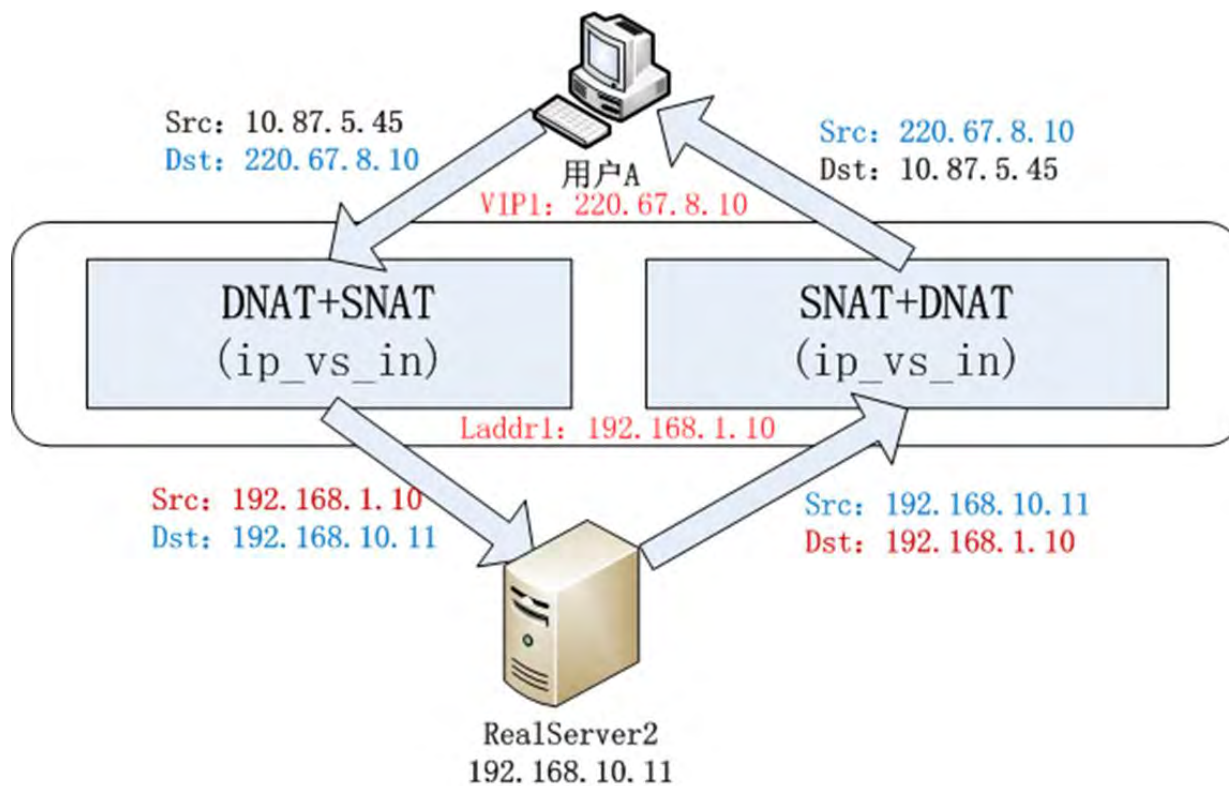 Src: 10.87.5.45
Dst: 220.67.8.10
Src: 220.67.8.10
Dst: 10.87.5.45
用户A
VIP1: 220.67.8.10
DNAT+SNAT
(ip_vs_in)
SNAT+DNAT
(ip_vs_in)
Laddr1: 192.168.1.10
Src: 192.168.1.10
Dst: 192.168.10.11
Src: 192.168.10.11
Dst: 192.168.1.10
RealServer2
192.168.10.11